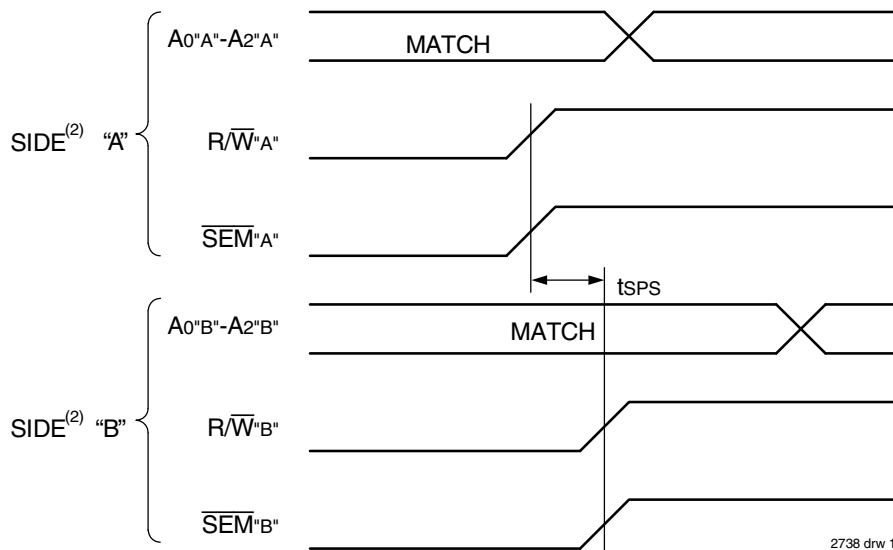 A0"A"-A2"A"
MATCH
SIDE(2) “A”
R/W"A"
SEM"A"
tSPS
A0"B"-A2"B"
MATCH
SIDE(2) “B”
R/W"B"
SEM"B"
2738 drw 1